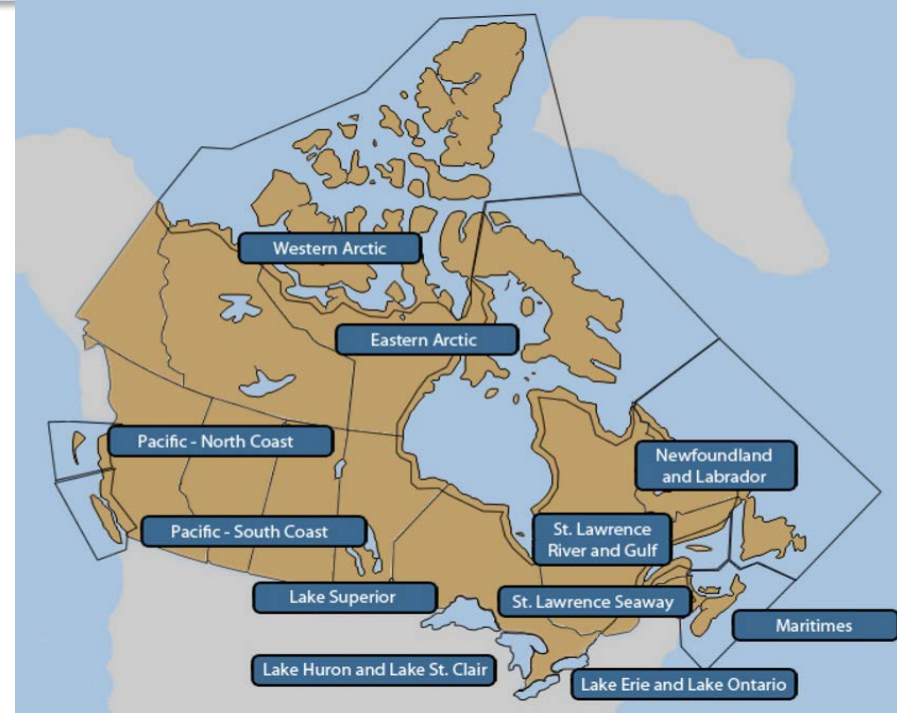 Western Arctic
Eastern Arctic
Pacific - North Coast
Newfoundland
and Labrador
Pacific - South Coast
St. Lawrence
River and Gulf
Lake Superior
St. Lawrence Seaway
Maritimes
Lake Huron and Lake St. Clair
Lake Erie and Lake Ontario